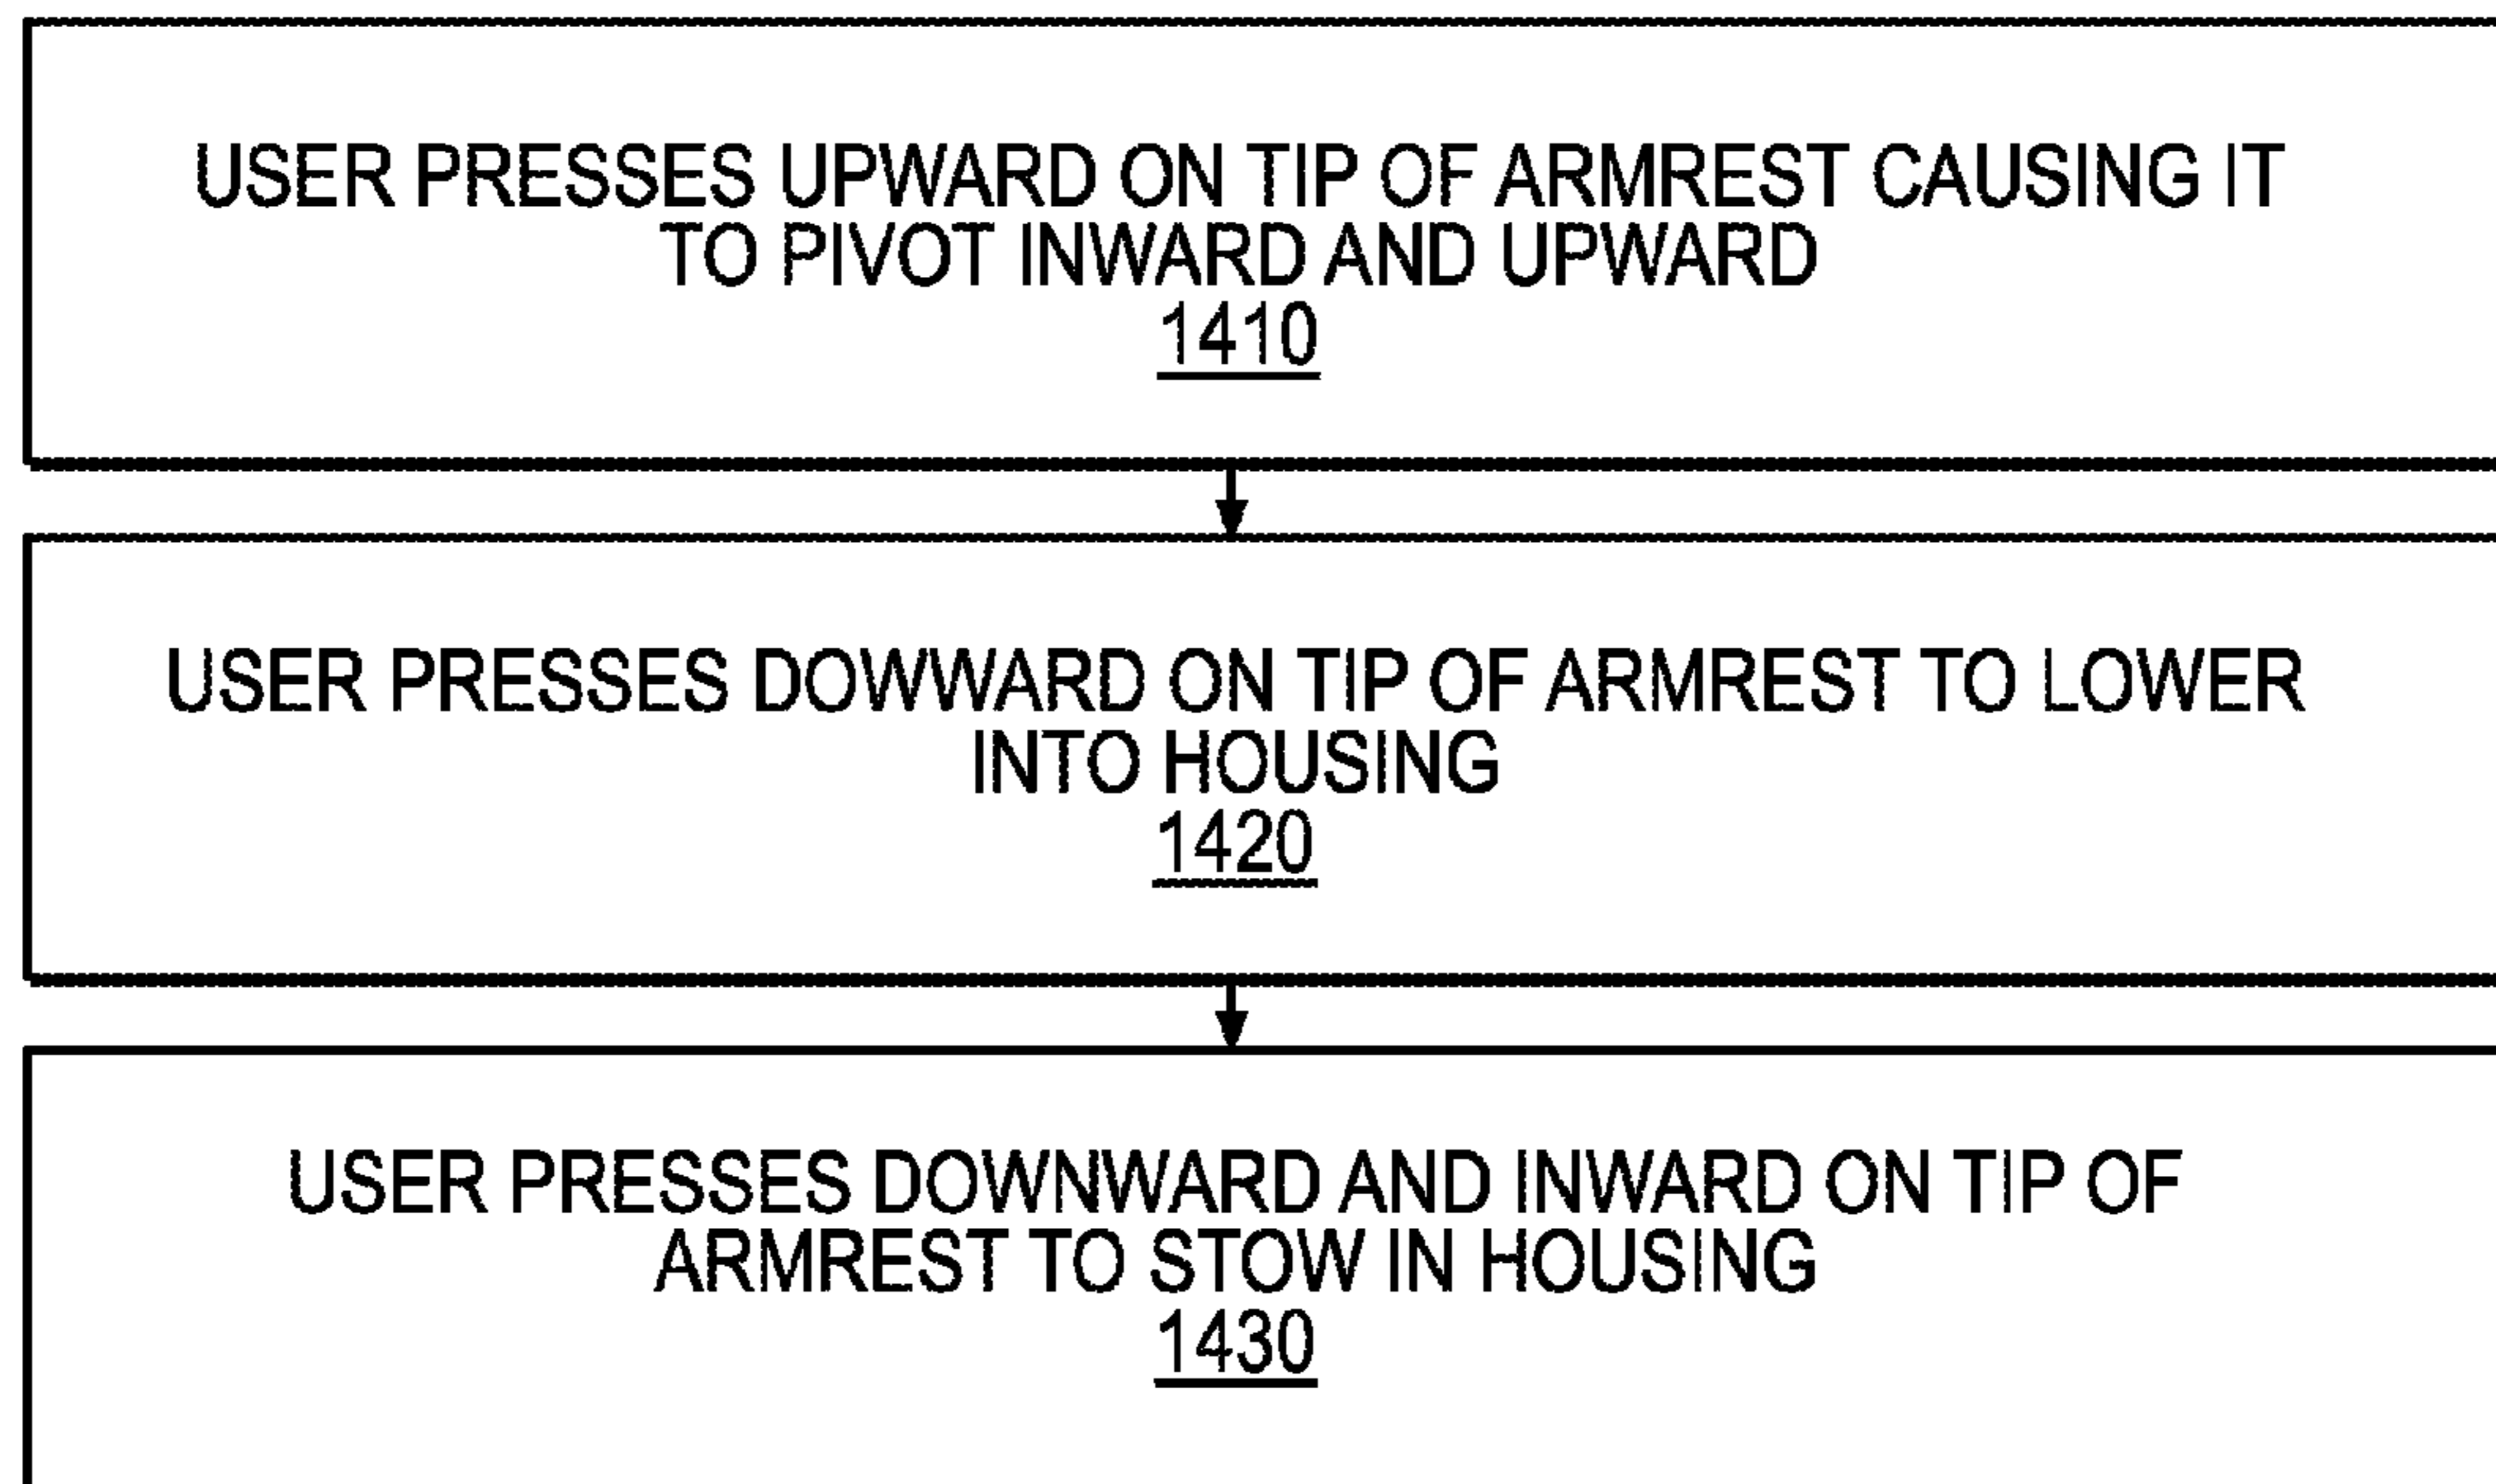 USER PRESSES UPWARD ON TIP OF ARMREST CAUSING IT
TO PIVOT INWARD AND UPWARD
1410
USER PRESSES DOWWARD ON TIP OF ARMREST TO LOWER
INTO HOUSING
1420
USER PRESSES DOWNWARD AND INWARD ON TIP OF
ARMREST TO STOW IN HOUSING
1430